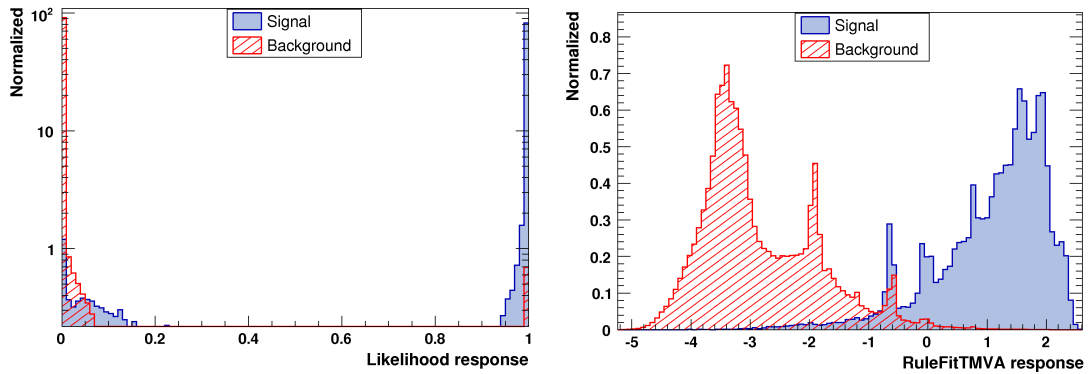 Normalized
10²
10
1
Signal
Background
0 0.2 0.4 0.6 0.8 1
Likelihood response
Normalized
0.8
0.7
0.6
0.5
0.4
0.3
0.2
0.1
0
Signal
Background
-5 -4 -3 -2 -1 0 1 2
RuleFitTMVA response